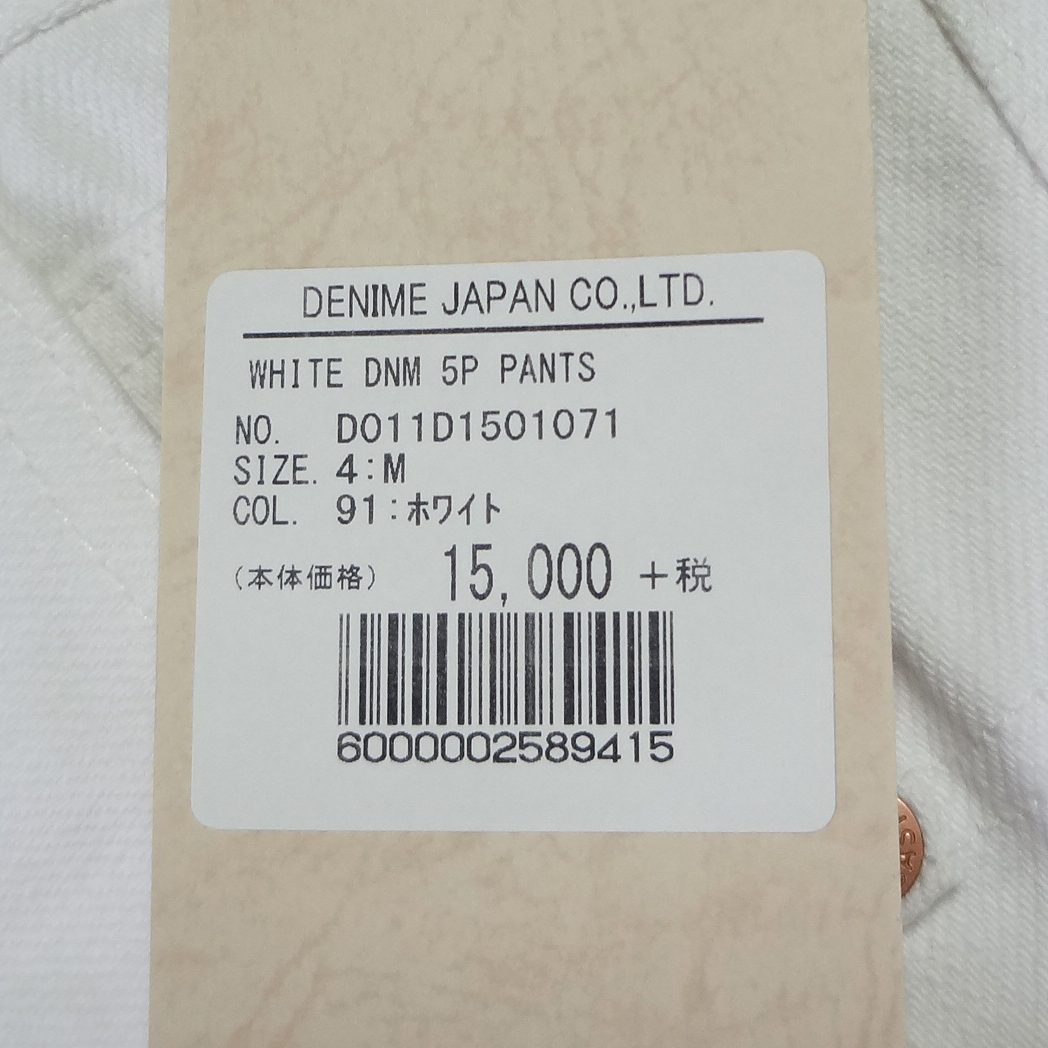 DENIME JAPAN CO.,LTD.
WHITE DNM 5P PANTS
NO. D011D1501071
SIZE. 4:M
COL. 91:ホワイト
(本体価格) 15,000 +税
6000002589415